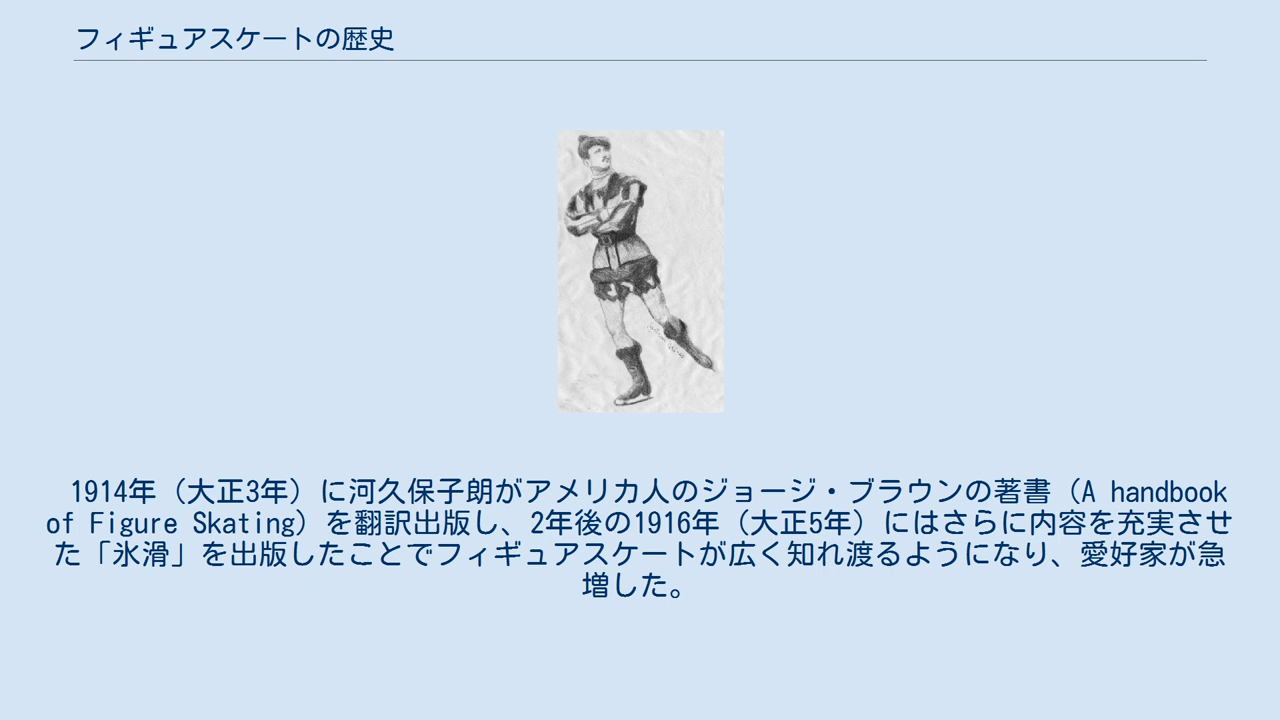 フィギュアスケートの歴史
1914年（大正3年）に河久保子朗がアメリカ人のジョージ・ブラウンの著書（A handbook
of Figure Skating）を翻訳出版し、2年後の1916年（大正5年）にはさらに内容を充実させ
た「氷滑」を出版したことでフィギュアスケートが広く知れ渡るようになり、愛好家が急
増した。